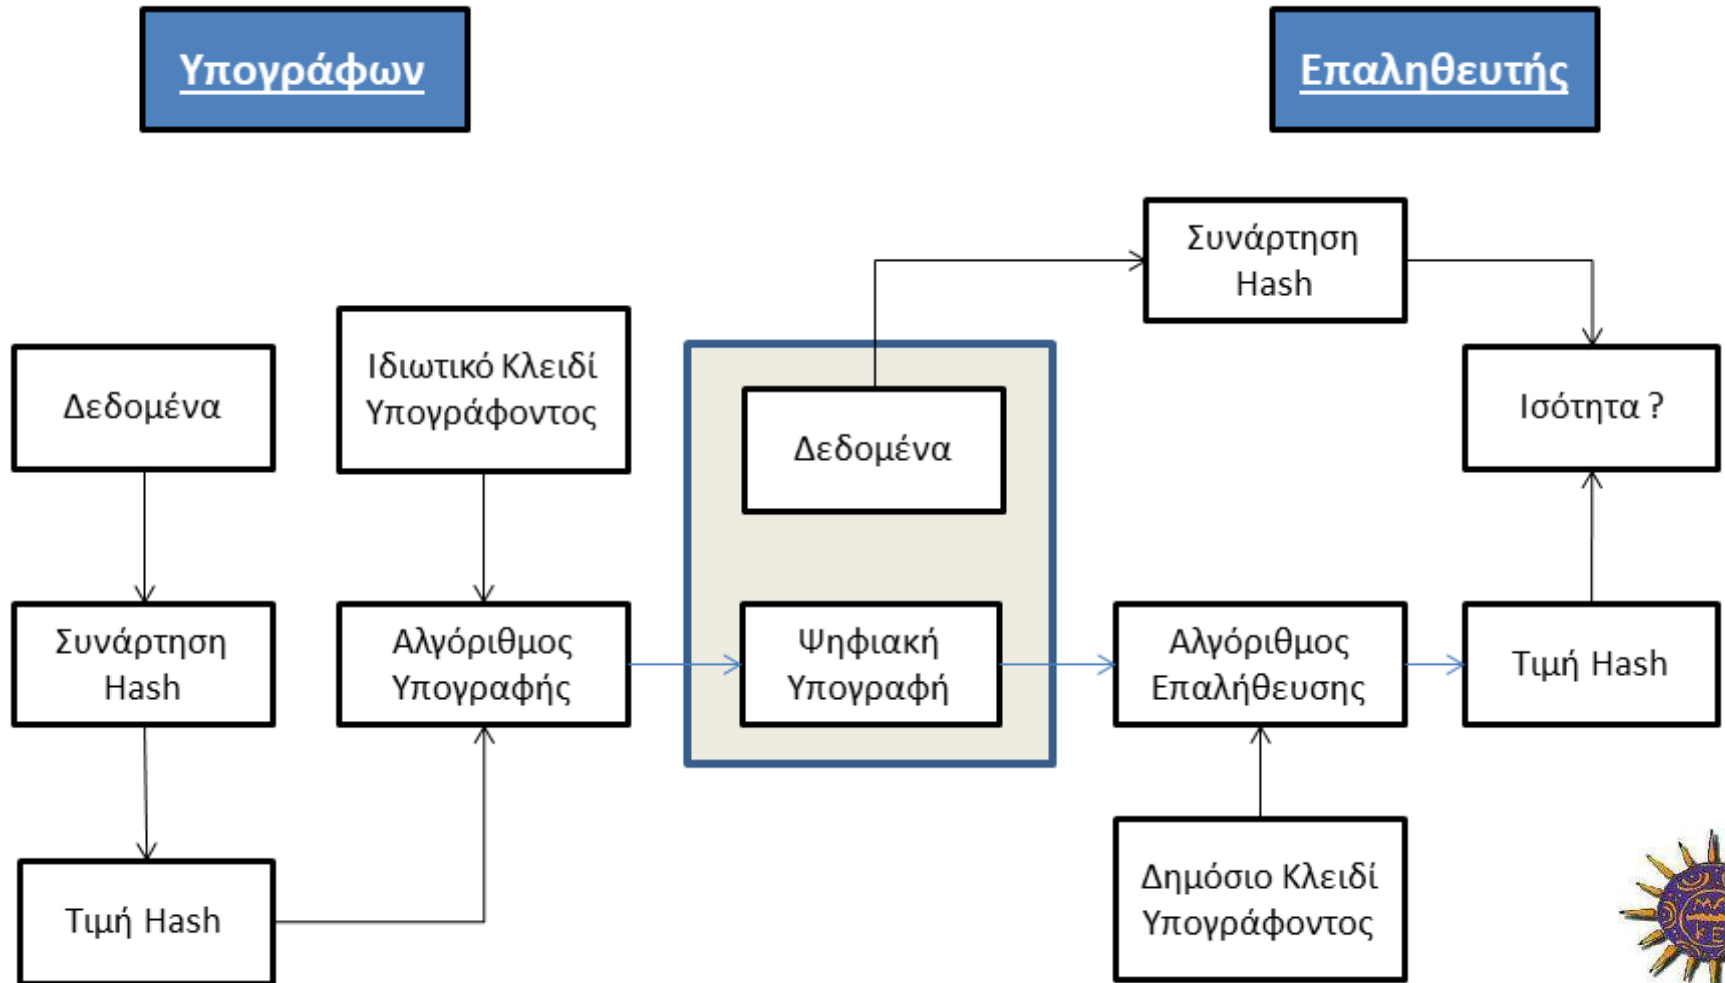 Υπογράφων
Επαληθευτής
Συνάρτηση
Hash
Δεδομένα
Ιδιωτικό Κλειδί
Υπογράφοντος
Δεδομένα
Ισότητα ?
Συνάρτηση
Hash
Αλγόριθμος
Υπογραφής
Ψηφιακή
Υπογραφή
Αλγόριθμος
Επαλήθευσης
Τιμή Hash
Τιμή Hash
Δημόσιο Κλειδί
Υπογράφοντος